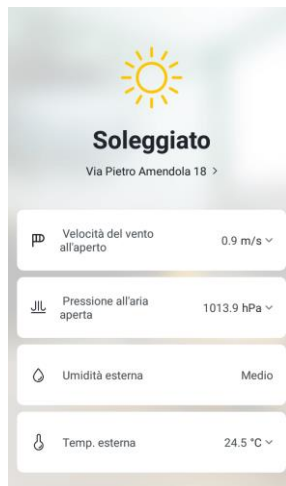 Soleggiato
Via Pietro Amendola 18 >
Velocità del vento
all'aperto
0.9 m/s
Pressione all'aria
aperta
1013.9 hPa
Umidità esterna
Medio
Temp. esterna
24.5 °C